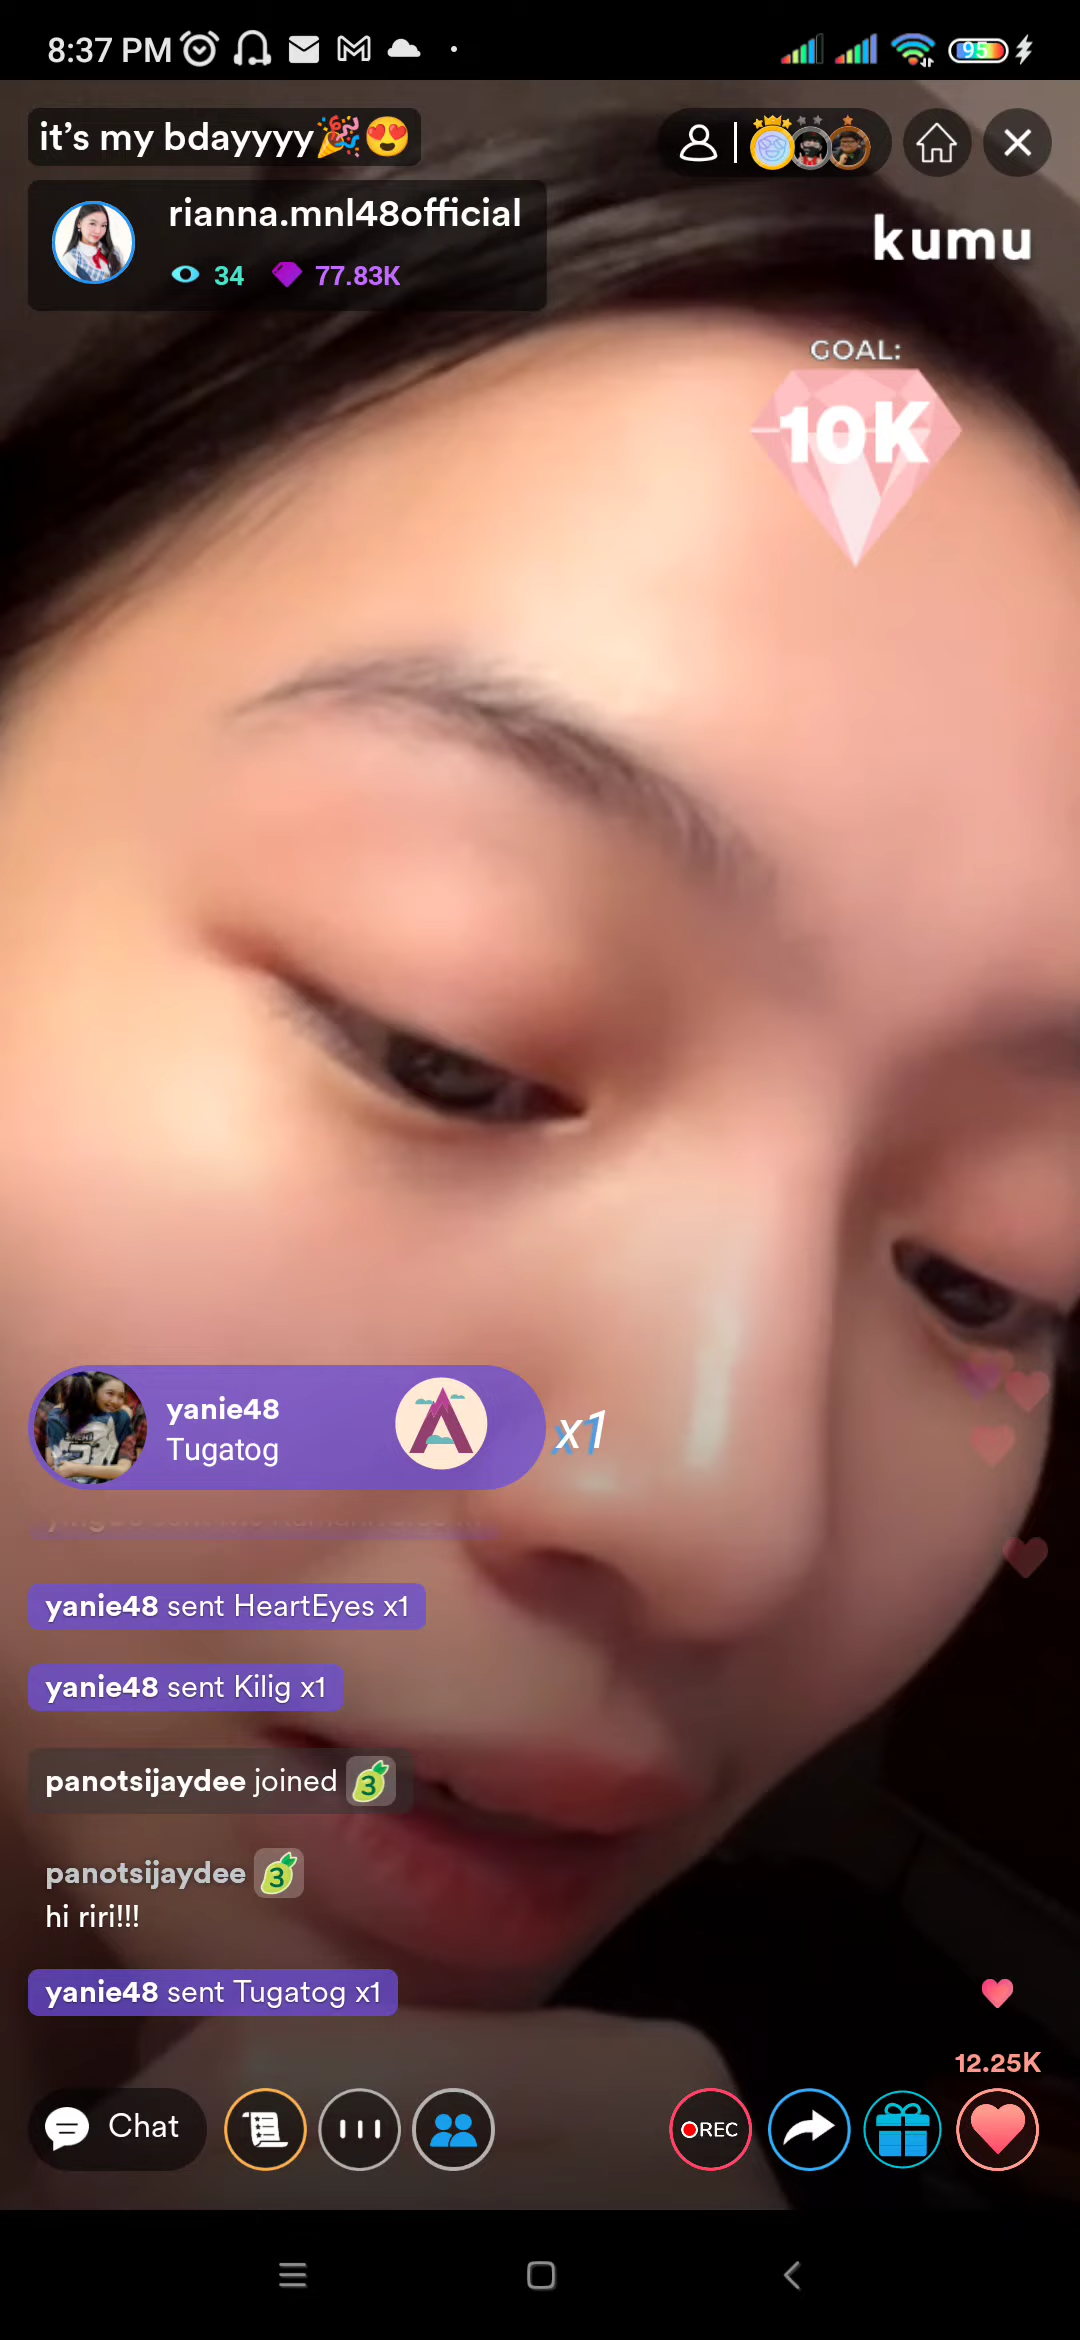 8:37 PM
95
it's my bdayyyy🎉😍
rianna.mnl48official
34 77.83K
kumu
GOAL:
10K
yanie48
Tugatog
x1
yanie48 sent HeartEyes x1
yanie48 sent Kilig x1
panotsijaydee joined 3
panotsijaydee 3
hi riri!!!
yanie48 sent Tugatog x1
12.25K
Chat
REC